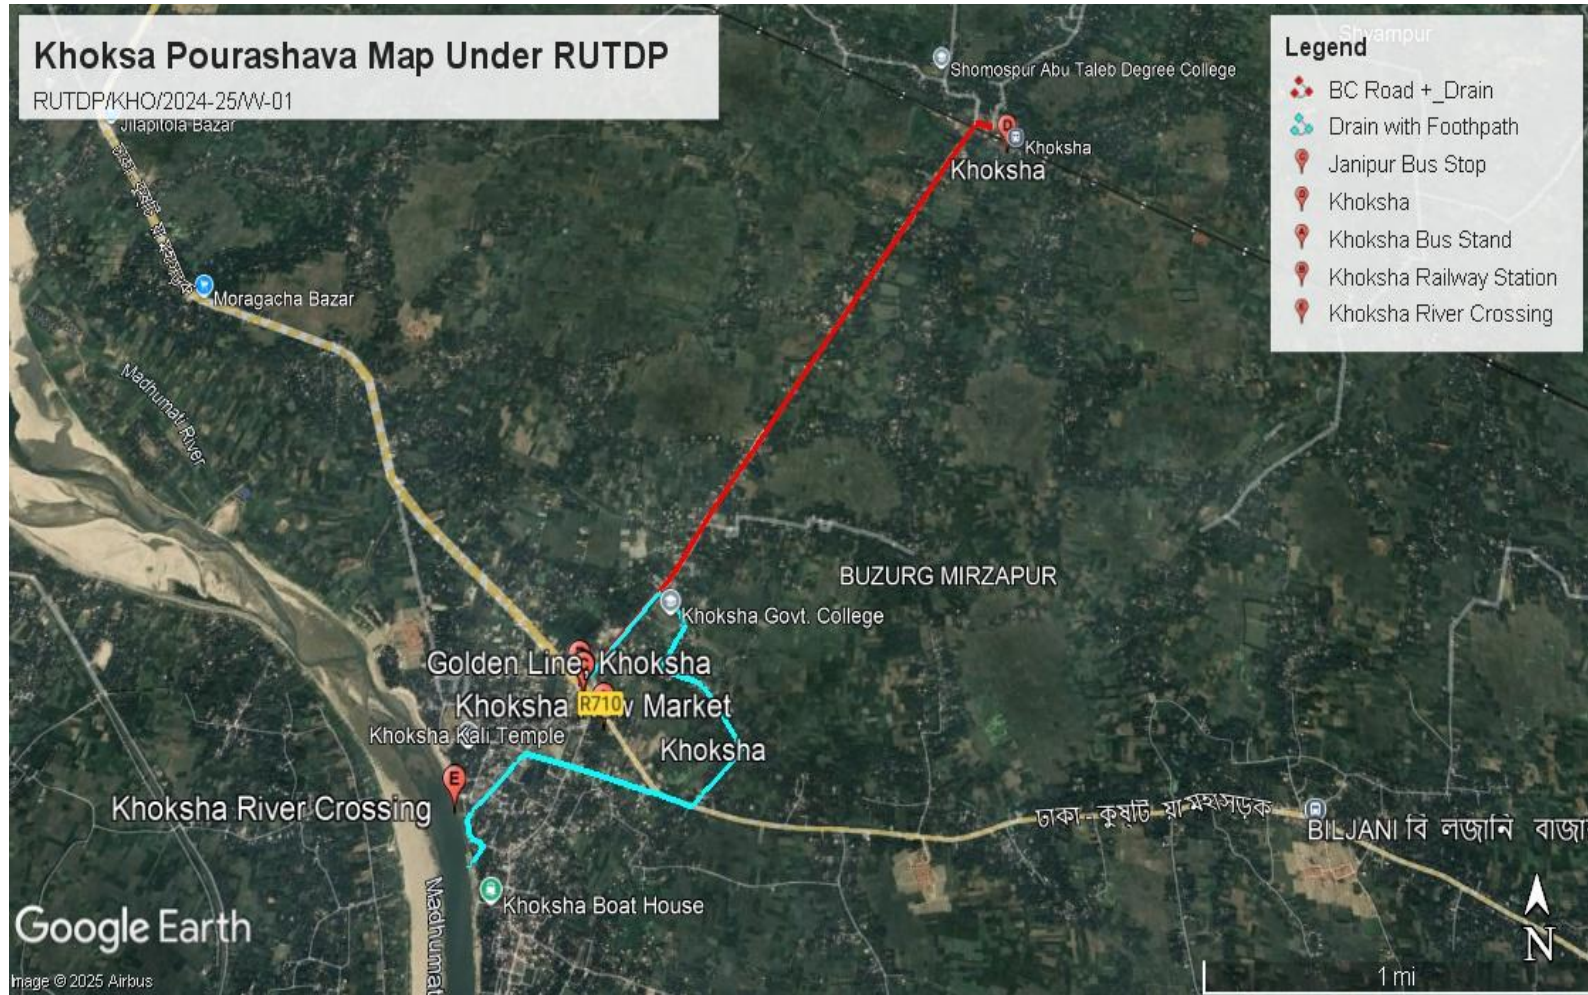 Khoksa Pourashava Map Under RUTDP
RUTDP/KHO/2024-25/W-01
Jilapitola Bazar
Shyampur
Legend
BC Road +_Drain
Drain with Footpath
C
Janipur Bus Stop
Khoksha
A
Khoksha Bus Stand
Khoksha Railway Station
Khoksha River Crossing
Shomospur Abu Taleb Degree College
D
Khoksha
Khoksha
Moragacha Bazar
Madhumati River
BUZURG MIRZAPUR
Khoksha Govt. College
Golden Line, Khoksha
Khoksha
R710
Market
Khoksha Kali Temple
Khoksha
E
Khoksha River Crossing
ঢাকা - কুষ্টিয়া মহাসড়ক
BILJANI বিলজানি বাজা
Khoksha Boat House
Madhumat
Google Earth
Image © 2025 Airbus
N
1 mi